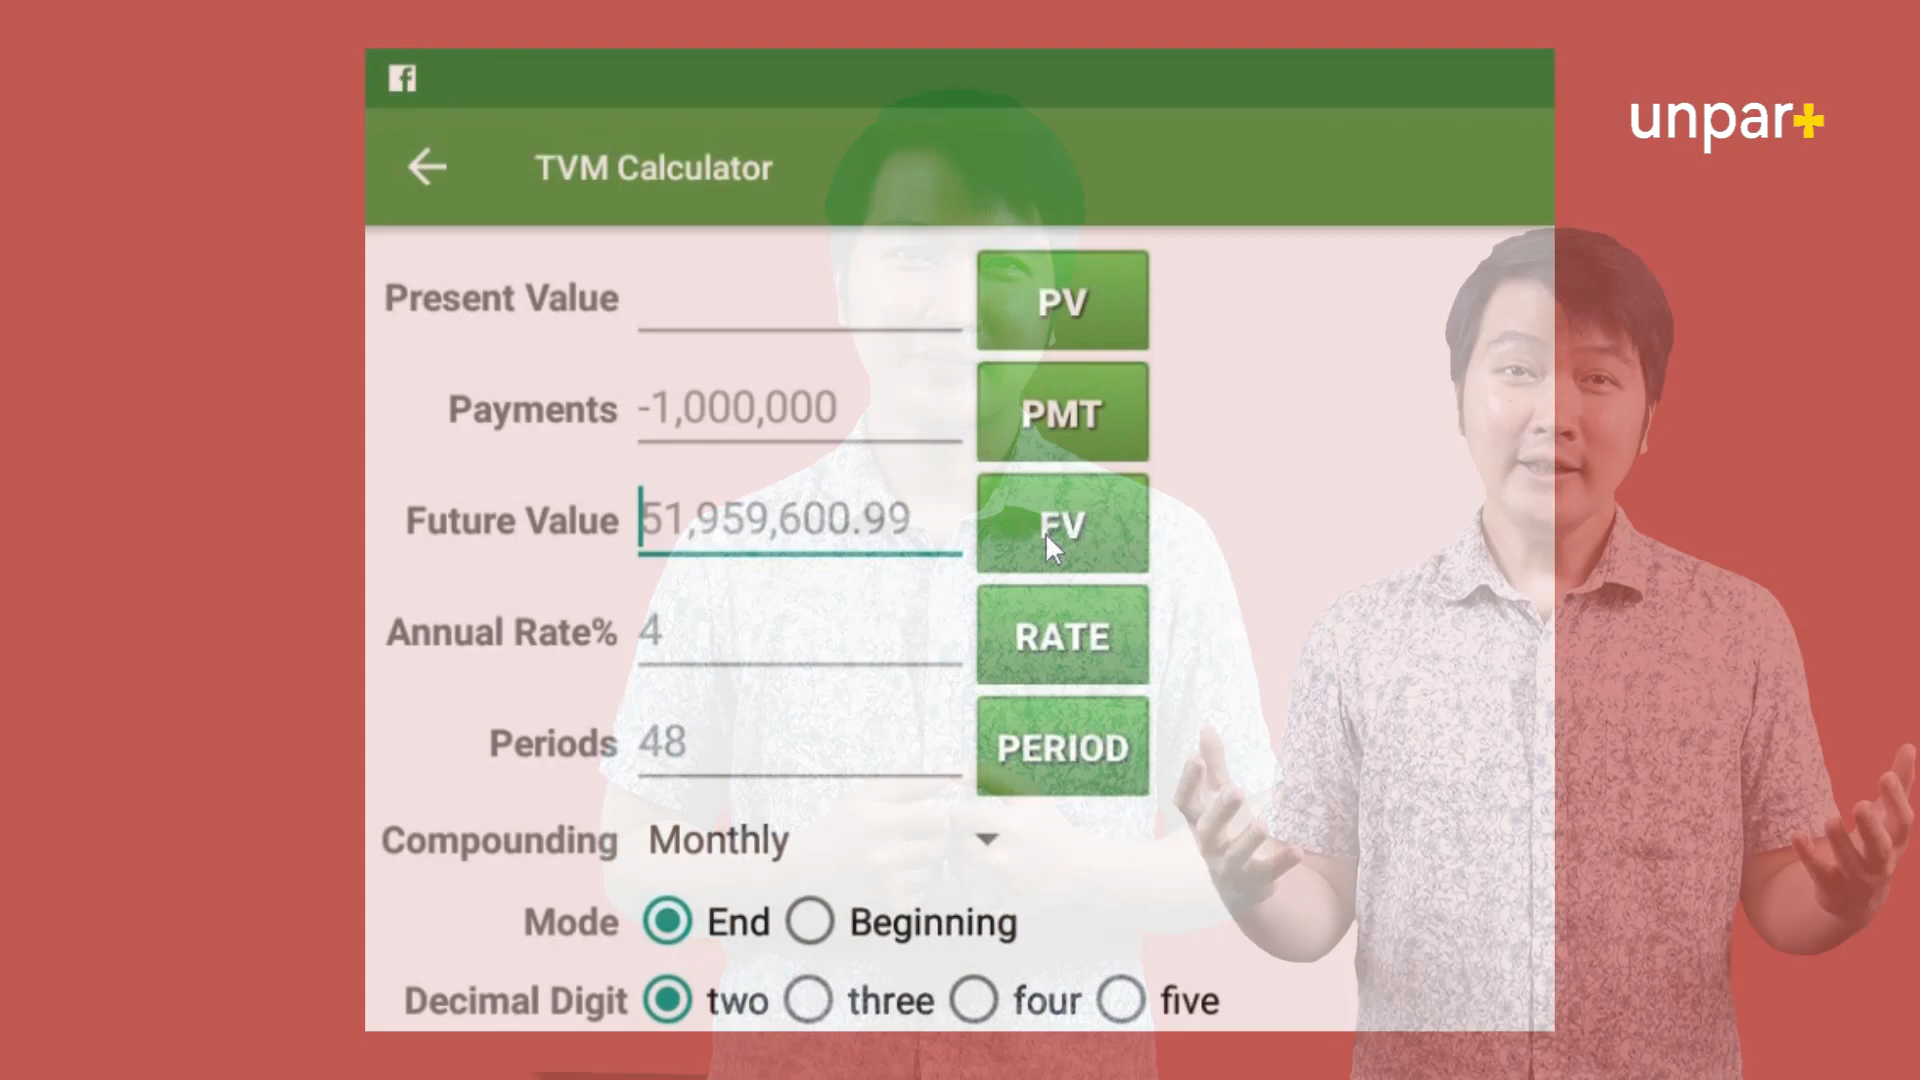 unpar+
TVM Calculator
Present Value PV
Payments -1,000,000 PMT
Future Value 51,959,600.99 FV
Annual Rate% 4 RATE
Periods 48 PERIOD
Compounding Monthly
Mode End Beginning
Decimal Digit two three four five